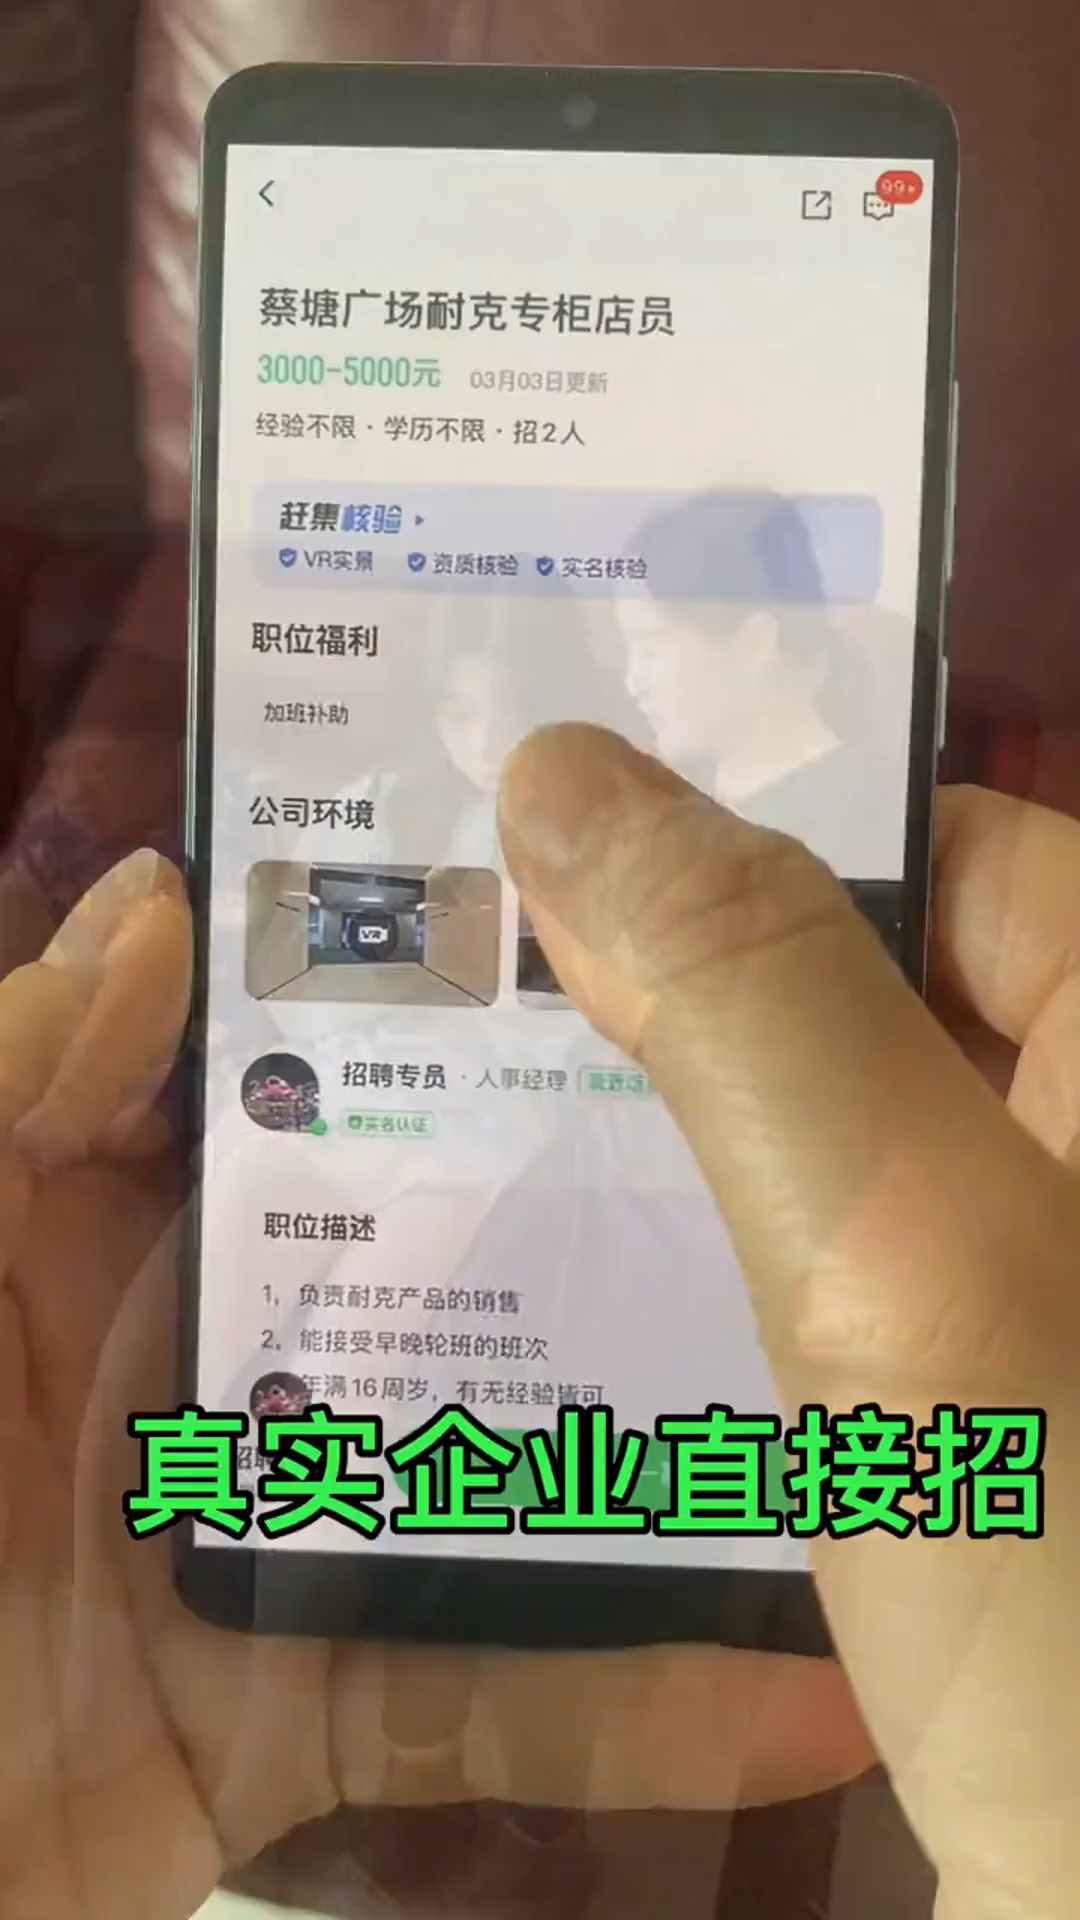 99+
蔡塘广场耐克专柜店员
3000-5000元 03月03日更新
经验不限·学历不限·招2人
赶集核验
VR实景 资质核验 实名核验
职位福利
加班补助
公司环境
VR
招聘专员 · 人事经理
实名认证
职位描述
1，负责耐克产品的销售
2，能接受早晚轮班的班次
年满16周岁，有无经验皆可
真实企业直接招